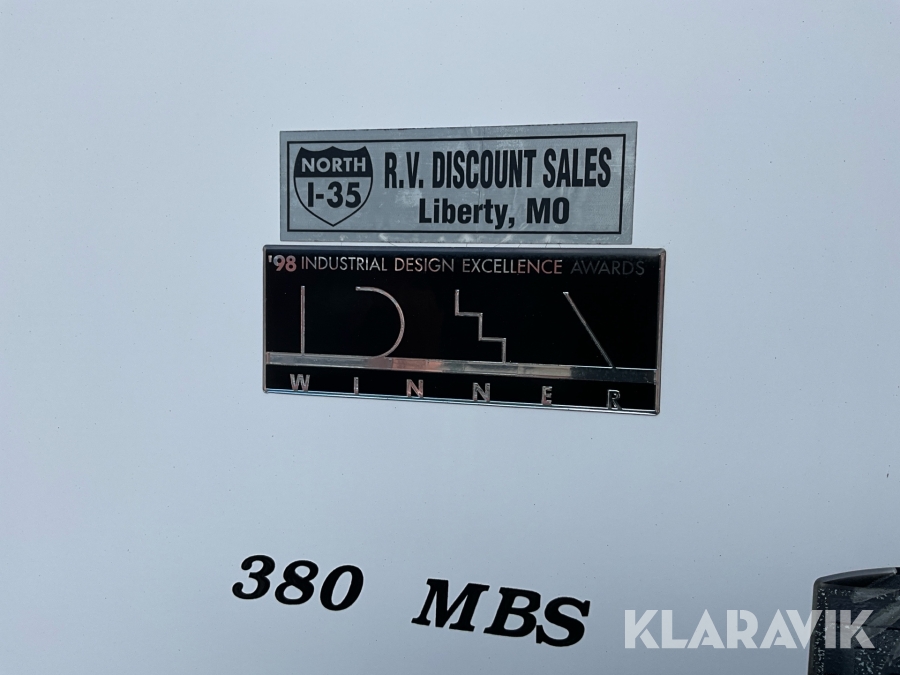 NORTH
I-35
R.V. DISCOUNT SALES
Liberty, MO
'98 INDUSTRIAL DESIGN EXCELLENCE AWARDS
IDEA
WINNER
380 MBS
KLARAVIK